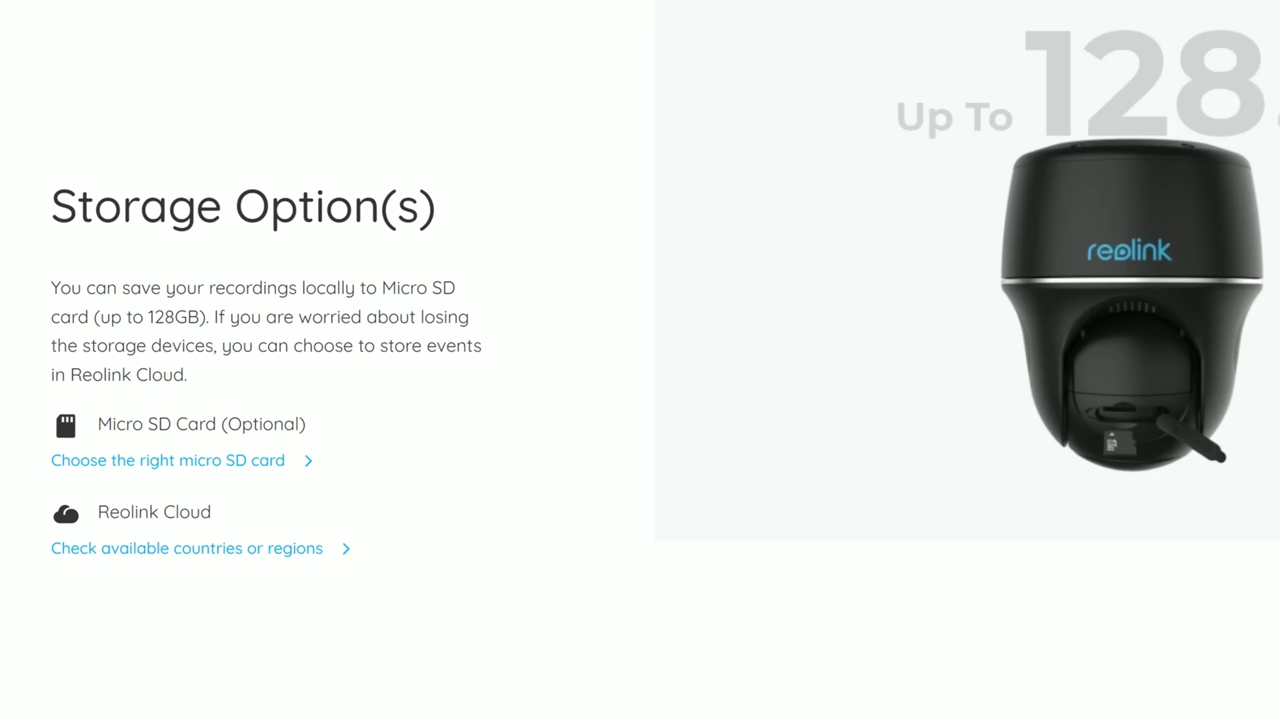 Storage Option(s)
You can save your recordings locally to Micro SD
card (up to 128GB). If you are worried about losing
the storage devices, you can choose to store events
in Reolink Cloud.
Micro SD Card (Optional)
Choose the right micro SD card
Reolink Cloud
Check available countries or regions
Up To 128
reolink